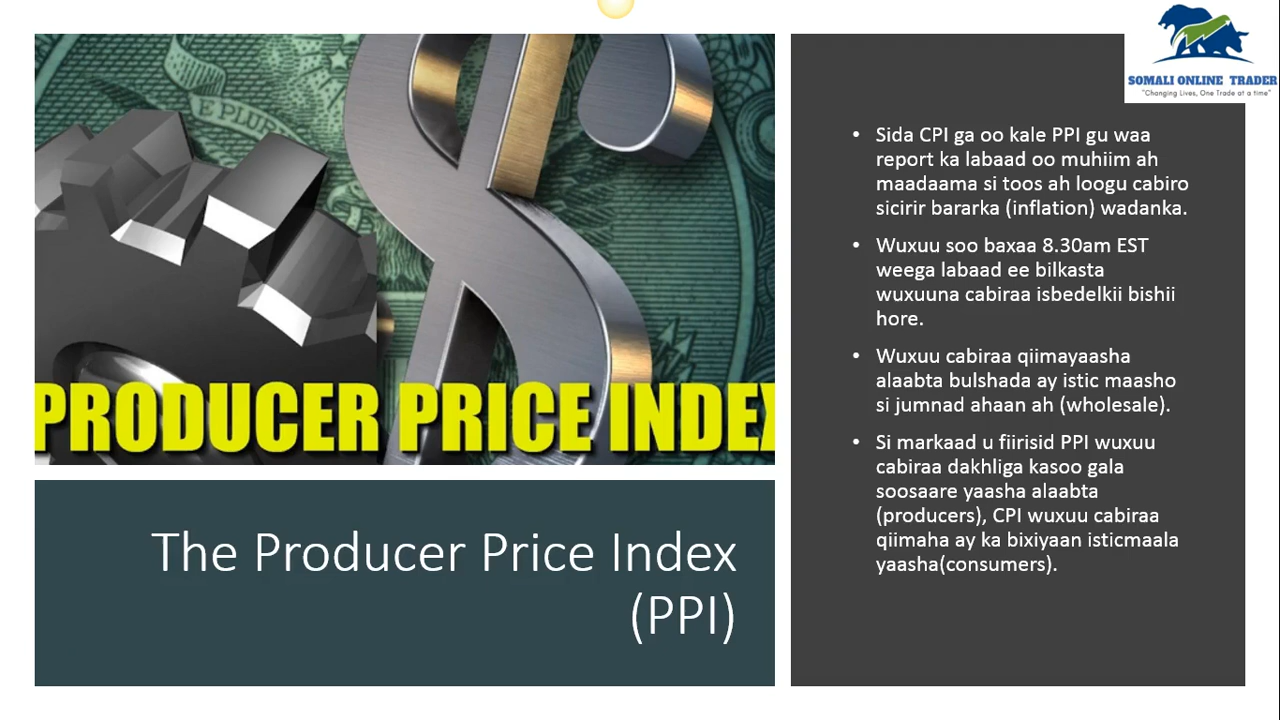 SOMALI ONLINE TRADER
"Changing Lives, One Trade at a time"
E PLU
PRODUCER PRICE INDEX
The Producer Price Index
(PPI)
• Sida CPI ga oo kale PPI gu waa
report ka labaad oo muhiim ah
maadaama si toos ah loogu cabiro
sicirir bararka (inflation) wadanka.
• Wuxuu soo baxaa 8.30am EST
weega labaad ee bilkasta
wuxuuna cabiraa isbedelkii bishii
hore.
• Wuxuu cabiraa qiimayaasha
alaabta bulshada ay istic maasho
si jumnad ahaan ah (wholesale).
• Si markaad u fiirisid PPI wuxuu
cabiraa dakhliga kasoo gala
soosaare yaasha alaabta
(producers), CPI wuxuu cabiraa
qiimaha ay ka bixiyaan isticmaala
yaasha(consumers).